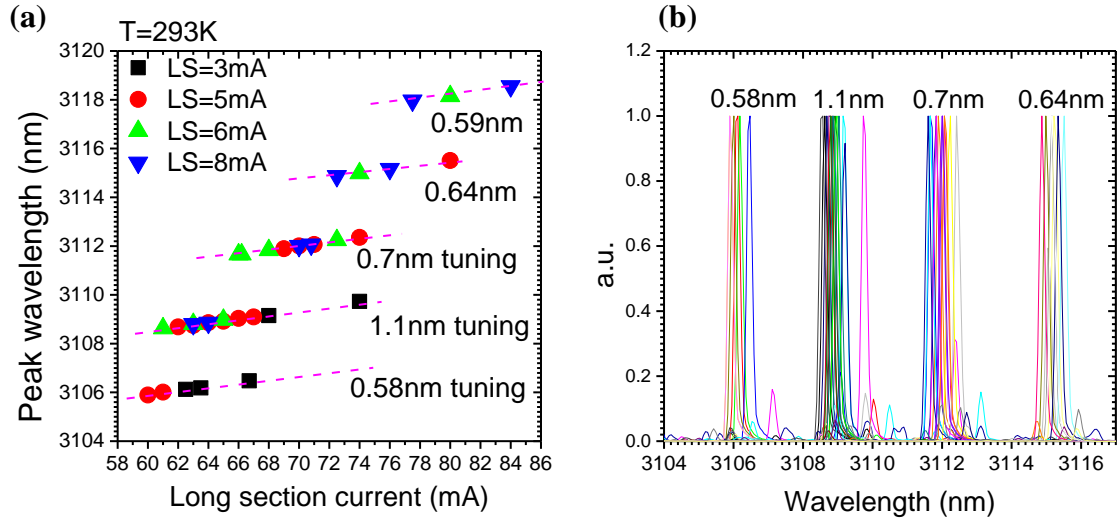 (a)
T=293K
3120
3118
3116
3114
3112
3110
3108
3106
3104
Peak wavelength (nm)
LS=3mA
LS=5mA
LS=6mA
LS=8mA
0.59nm
0.64nm
0.7nm tuning
1.1nm tuning
0.58nm tuning
58 60 62 64 66 68 70 72 74 76 78 80 82 84 86
Long section current (mA)
(b)
1.2
1.0
0.8
0.6
0.4
0.2
0.0
a.u.
0.58nm 1.1nm 0.7nm 0.64nm
3104 3106 3108 3110 3112 3114 3116
Wavelength (nm)